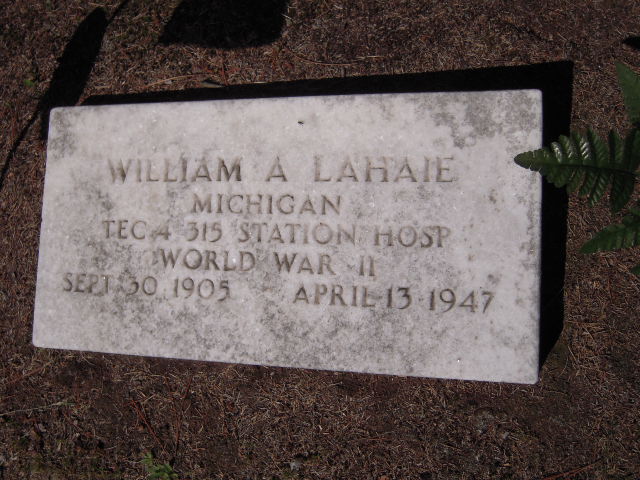 WILLIAM A LAHAIE
MICHIGAN
TEC 4 315 STATION HOSP
WORLD WAR II
SEPT 30 1905 APRIL 13 1947